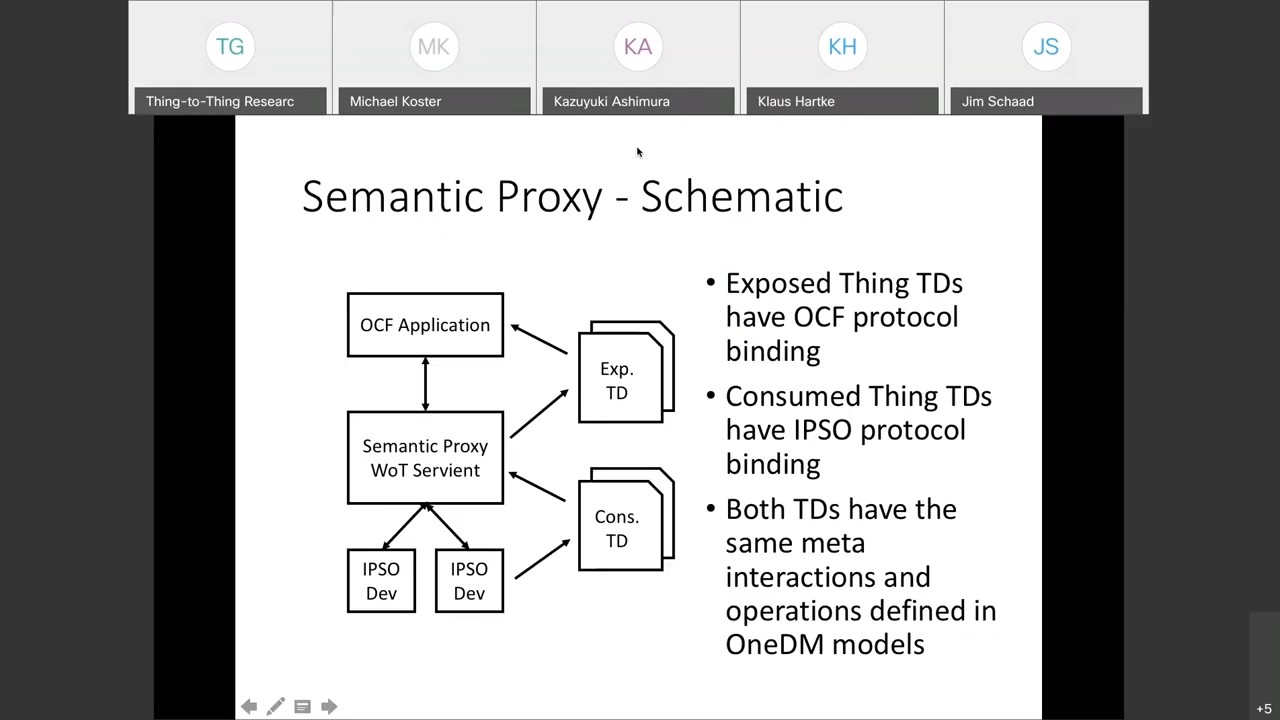 TG
MK
KA
KH
JS
Thing-to-Thing Researc
Michael Koster
Kazuyuki Ashimura
Klaus Hartke
Jim Schaad
Semantic Proxy - Schematic
OCF Application
Semantic Proxy
WoT Servient
IPSO
Dev
IPSO
Dev
Exp.
TD
Cons.
TD
• Exposed Thing TDs
have OCF protocol
binding
• Consumed Thing TDs
have IPSO protocol
binding
• Both TDs have the
same meta
interactions and
operations defined in
OneDM models
+5